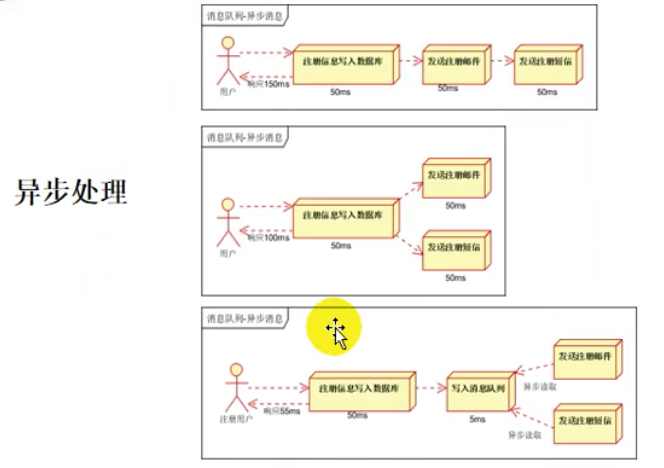 消息队列-异步消息
注册信息写入数据库
发送注册邮件
发送注册短信
响应150ms
用户
50ms
50ms
50ms
异步处理
消息队列-异步消息
发送注册邮件
50ms
注册信息写入数据库
响应100ms
用户
50ms
发送注册短信
50ms
消息队列-异步消息
发送注册邮件
注册信息写入数据库
写入消息队列
异步读取
响应55ms
注册用户
50ms
5ms
发送注册短信
异步读取